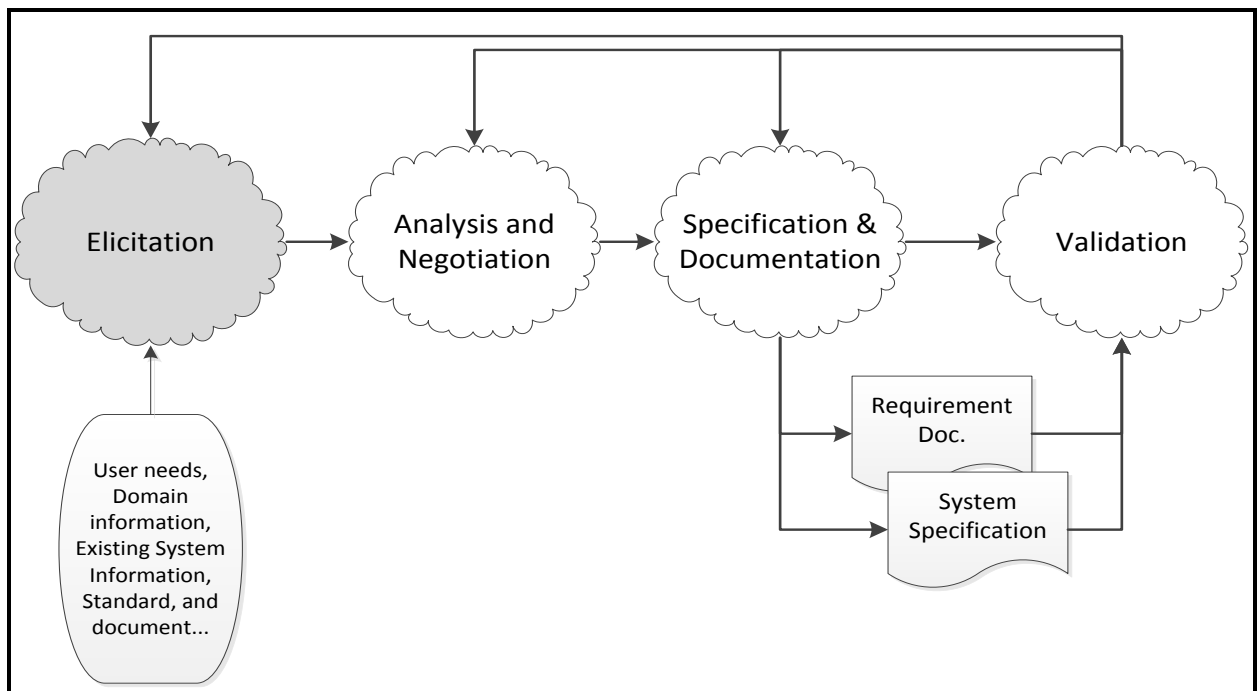 Elicitation
Analysis and
Negotiation
Specification &
Documentation
Validation
User needs,
Domain
information,
Existing System
Information,
Standard, and
document...
Requirement
Doc.
System
Specification